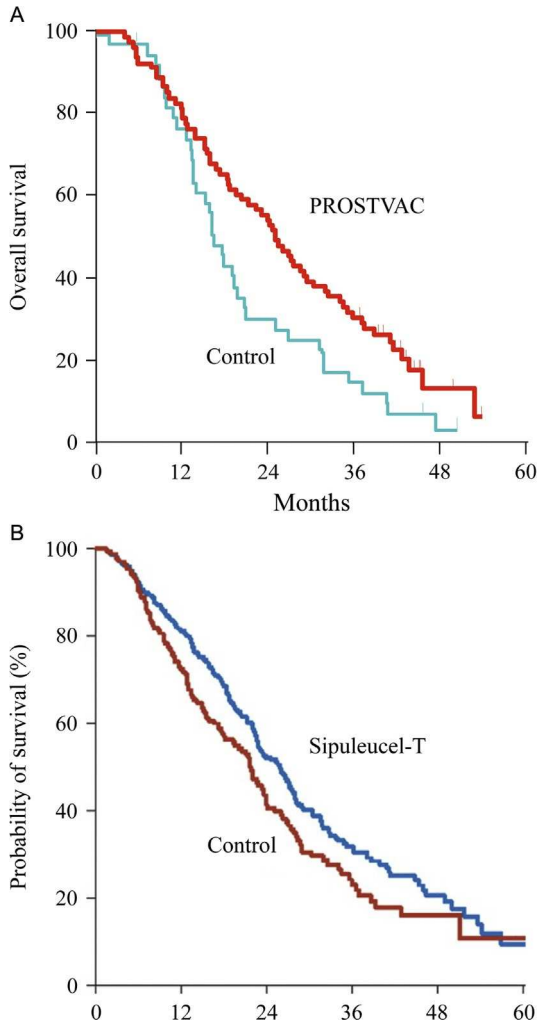 A
100
80
60
40
20
0
Overall survival
PROSTVAC
Control
0 12 24 36 48 60
Months
B
100
80
60
40
20
0
Probability of survival (%)
Sipuleucel-T
Control
0 12 24 36 48 60